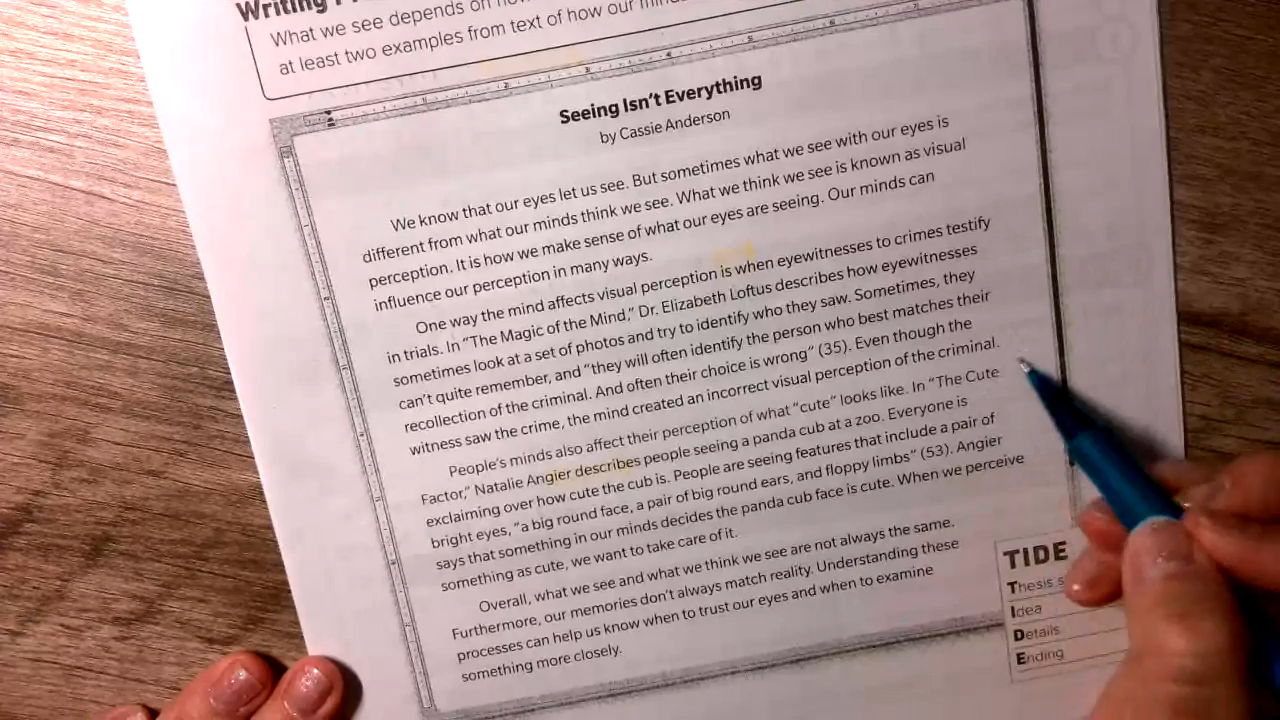 Writing
What we see depends on how
at least two examples from text of how our minds
Seeing Isn't Everything
by Cassie Anderson
We know that our eyes let us see. But sometimes what we see with our eyes is
different from what our minds think we see. What we think we see is known as visual
perception. It is how we make sense of what our eyes are seeing. Our minds can
influence our perception in many ways.
One way the mind affects visual perception is when eyewitnesses to crimes testify
in trials. In “The Magic of the Mind,” Dr. Elizabeth Loftus describes how eyewitnesses
sometimes look at a set of photos and try to identify who they saw. Sometimes, they
can't quite remember, and “they will often identify the person who best matches their
recollection of the criminal. And often their choice is wrong” (35). Even though the
witness saw the crime, the mind created an incorrect visual perception of the criminal.
People's minds also affect their perception of what “cute” looks like. In “The Cute
Factor,” Natalie Angier describes people seeing a panda cub at a zoo. Everyone is
exclaiming over how cute the cub is. People are seeing features that include a pair of
bright eyes, “a big round face, a pair of big round ears, and floppy limbs” (53). Angier
says that something in our minds decides the panda cub face is cute. When we perceive
something as cute, we want to take care of it.
Overall, what we see and what we think we see are not always the same.
Furthermore, our memories don't always match reality. Understanding these
processes can help us know when to trust our eyes and when to examine
something more closely.
TIDE
Thesis s
Idea
Details
Ending